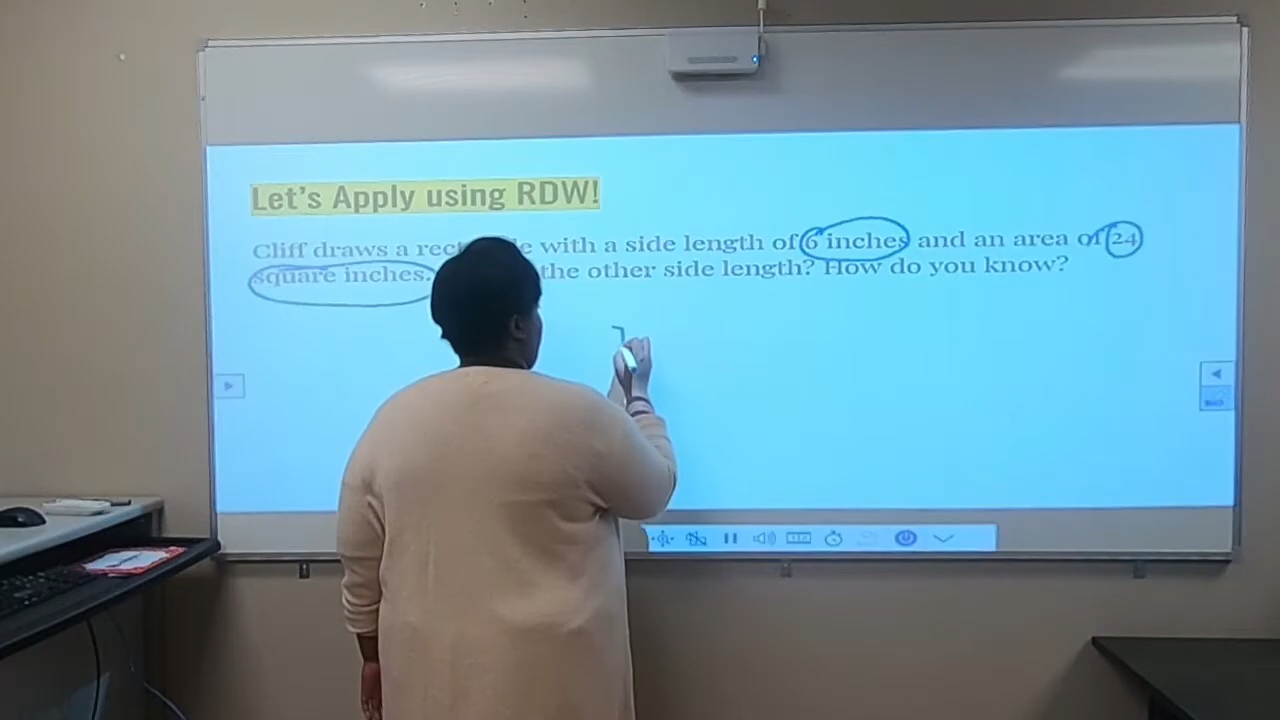 Let's Apply using RDW!
Cliff draws a rec e with a side length of 6 inches and an area of 24
square inches. the other side length? How do you know?